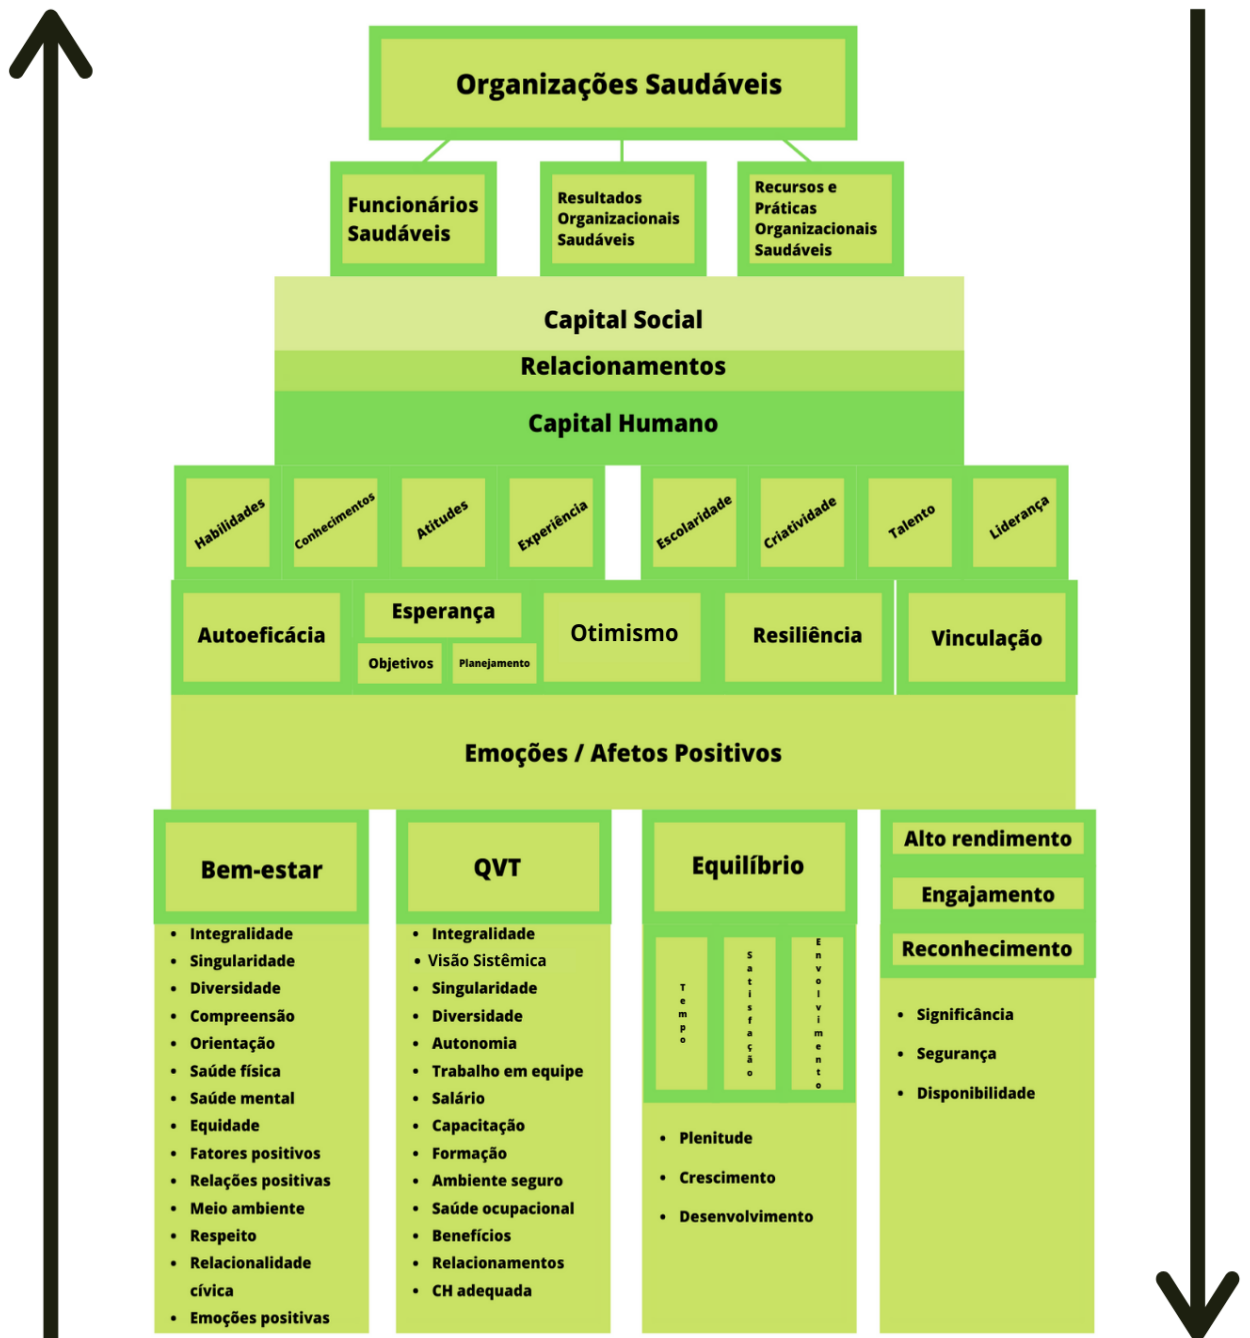 Organizações Saudáveis
Funcionários
Saudáveis
Resultados
Organizacionais
Saudáveis
Recursos e
Práticas
Organizacionais
Saudáveis
Capital Social
Relacionamentos
Capital Humano
Habilidades
Conhecimentos
Atitudes
Experiência
Escolaridade
Criatividade
Talento
Liderança
Autoeficácia
Esperança
Objetivos
Planejamento
Otimismo
Resiliência
Vinculação
Emoções / Afetos Positivos
Bem-estar
• Integralidade
• Singularidade
• Diversidade
• Compreensão
• Orientação
• Saúde física
• Saúde mental
• Equidade
• Fatores positivos
• Relações positivas
• Meio ambiente
• Respeito
• Relacionalidade
cívica
• Emoções positivas
QVT
• Integralidade
• Visão Sistêmica
• Singularidade
• Diversidade
• Autonomia
• Trabalho em equipe
• Salário
• Capacitação
• Formação
• Ambiente seguro
• Saúde ocupacional
• Benefícios
• Relacionamentos
• CH adequada
Equilíbrio
Tempo
Satisfação
Envolvimento
• Plenitude
• Crescimento
• Desenvolvimento
Alto rendimento
Engajamento
Reconhecimento
• Significância
• Segurança
• Disponibilidade